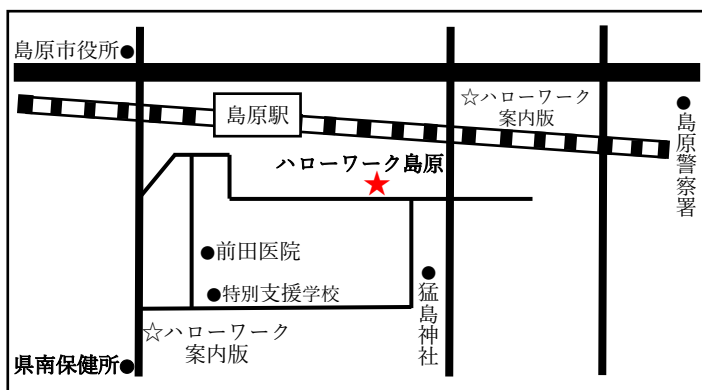 島原市役所●
島原駅
☆ハローワーク
案内版
●島原警察署
ハローワーク島原
★
●前田医院
●特別支援学校
●猛島神社
☆ハローワーク
案内版
県南保健所●